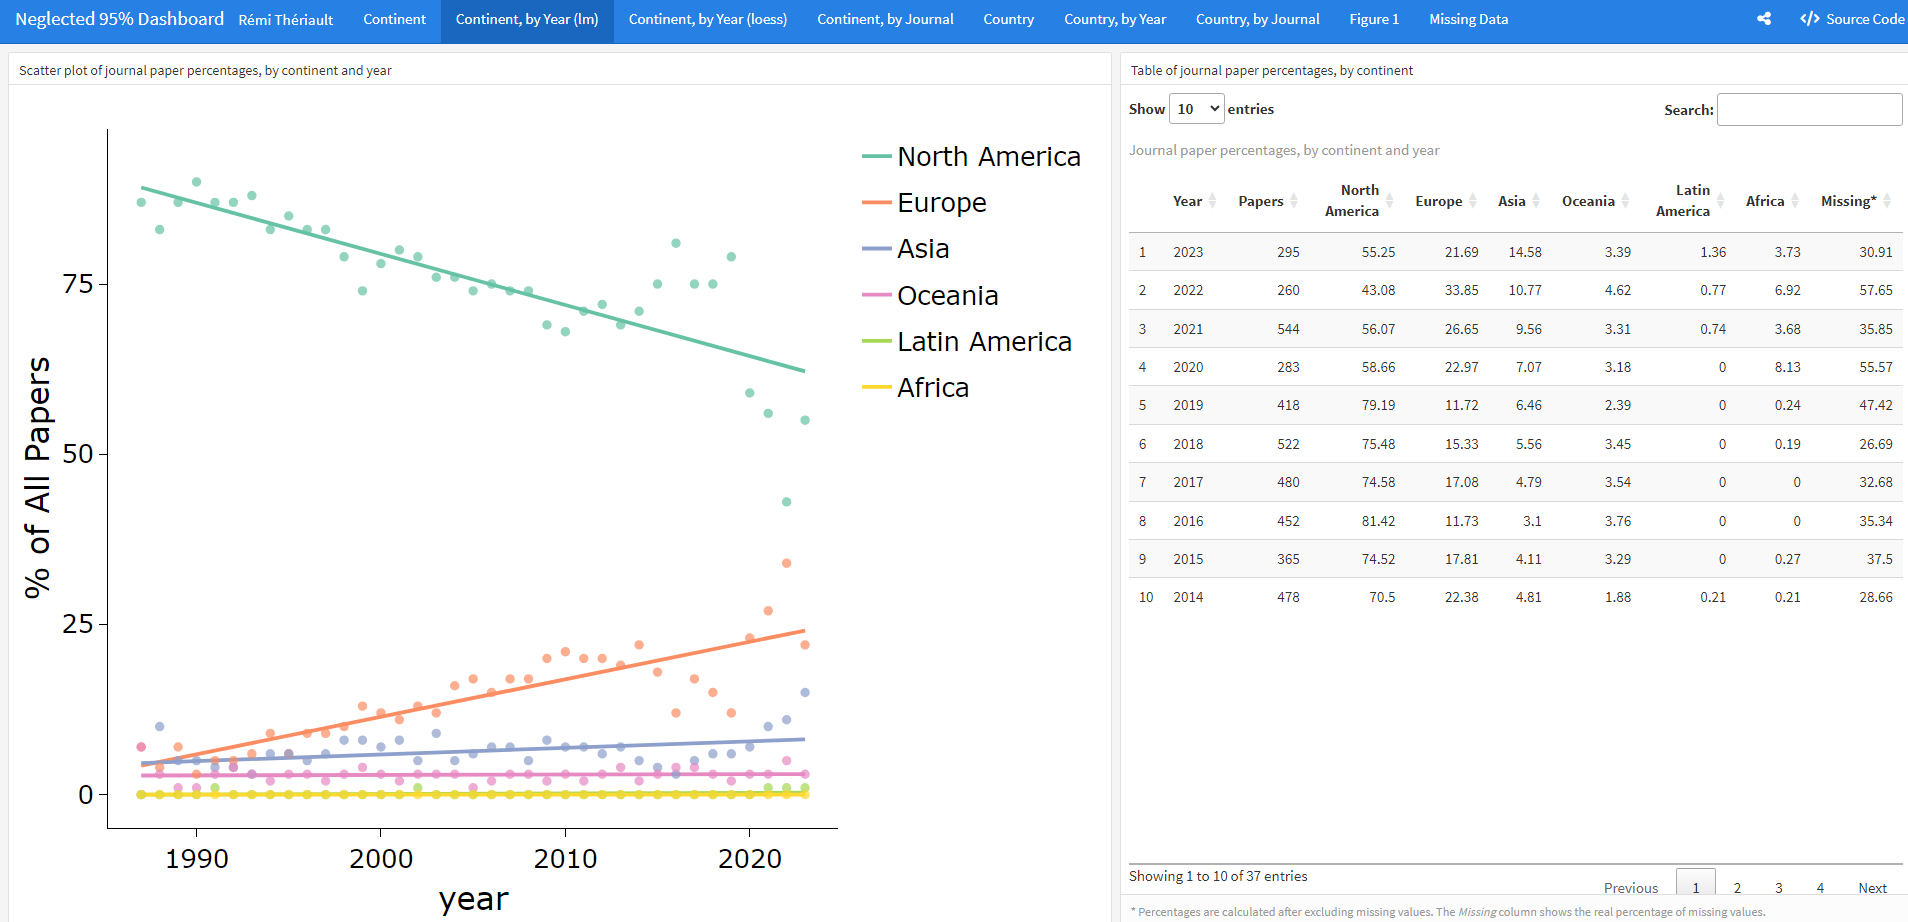 Neglected 95% Dashboard Rémi Thériault Continent Continent, by Year (lm) Continent, by Year (loess) Continent, by Journal Country Country, by Year Country, by Journal Figure 1 Missing Data Source Code
Scatter plot of journal paper percentages, by continent and year
North America
Europe
Asia
Oceania
Latin America
Africa
% of All Papers
75
50
25
0
1990 2000 2010 2020
year
Table of journal paper percentages, by continent
Show 10 entries Search:
Journal paper percentages, by continent and year
Year Papers North America Europe Asia Oceania Latin America Africa Missing*
1 2023 295 55.25 21.69 14.58 3.39 1.36 3.73 30.91
2 2022 260 43.08 33.85 10.77 4.62 0.77 6.92 57.65
3 2021 544 56.07 26.65 9.56 3.31 0.74 3.68 35.85
4 2020 283 58.66 22.97 7.07 3.18 0 8.13 55.57
5 2019 418 79.19 11.72 6.46 2.39 0 0.24 47.42
6 2018 522 75.48 15.33 5.56 3.45 0 0.19 26.69
7 2017 480 74.58 17.08 4.79 3.54 0 0 32.68
8 2016 452 81.42 11.73 3.1 3.76 0 0 35.34
9 2015 365 74.52 17.81 4.11 3.29 0 0.27 37.5
10 2014 478 70.5 22.38 4.81 1.88 0.21 0.21 28.66
Showing 1 to 10 of 37 entries
Previous 1 2 3 4 Next
* Percentages are calculated after excluding missing values. The Missing column shows the real percentage of missing values.